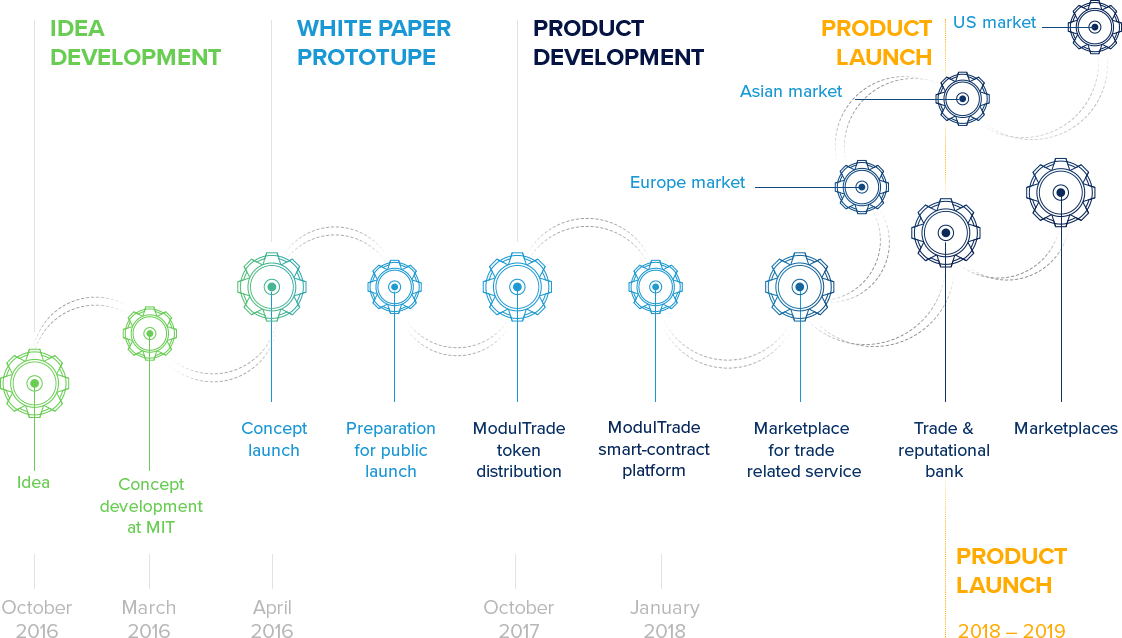 IDEA
DEVELOPMENT
WHITE PAPER
PROTOTUPE
PRODUCT
DEVELOPMENT
PRODUCT
LAUNCH
US market
Asian market
Europe market
Idea
Concept
development
at MIT
Concept
launch
Preparation
for public
launch
ModulTrade
token
distribution
ModulTrade
smart-contract
platform
Marketplace
for trade
related service
Trade &
reputational
bank
Marketplaces
PRODUCT
LAUNCH
October
2016
March
2016
April
2016
October
2017
January
2018
2018 – 2019